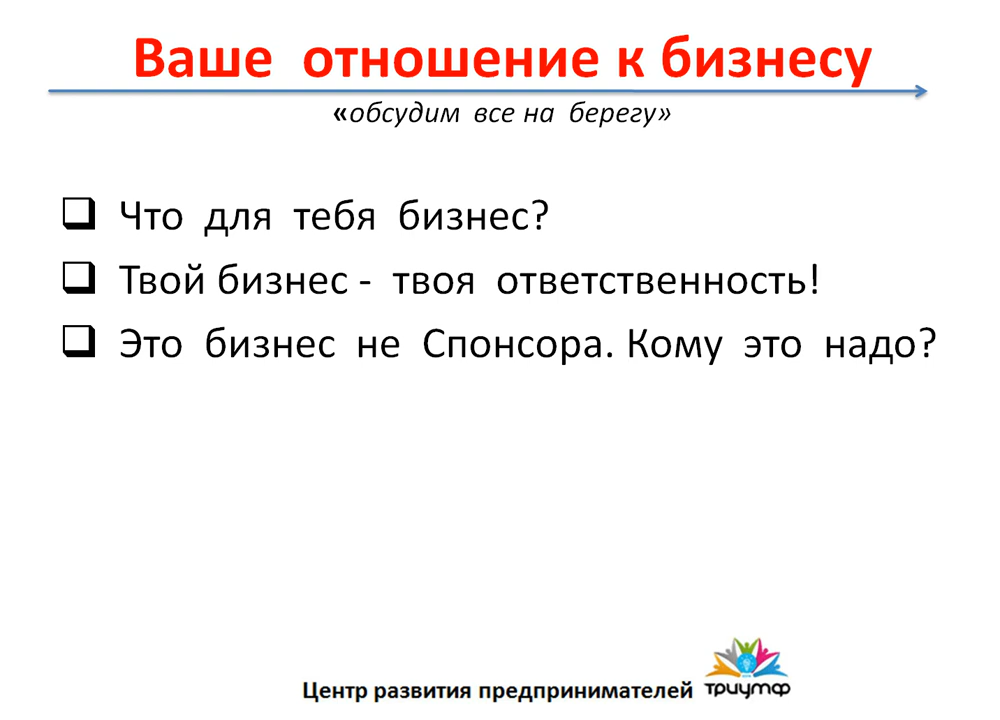 Ваше отношение к бизнесу
«обсудим все на берегу»
Что для тебя бизнес?
Твой бизнес - твоя ответственность!
Это бизнес не Спонсора. Кому это надо?
Центр развития предпринимателей триумф